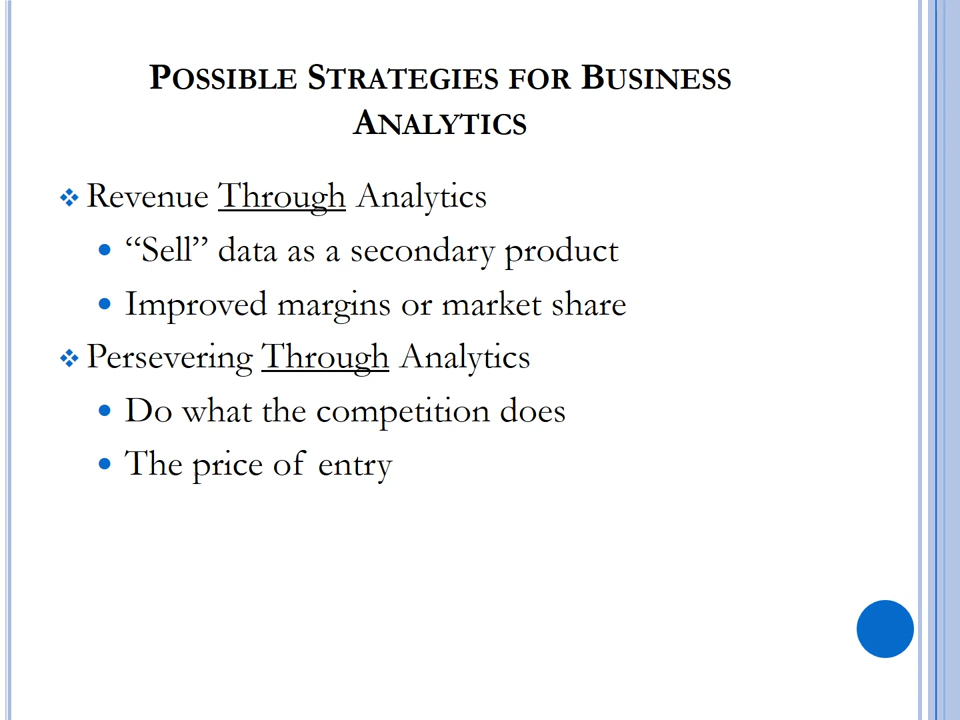 Possible Strategies for Business
Analytics
Revenue Through Analytics
“Sell” data as a secondary product
Improved margins or market share
Persevering Through Analytics
Do what the competition does
The price of entry